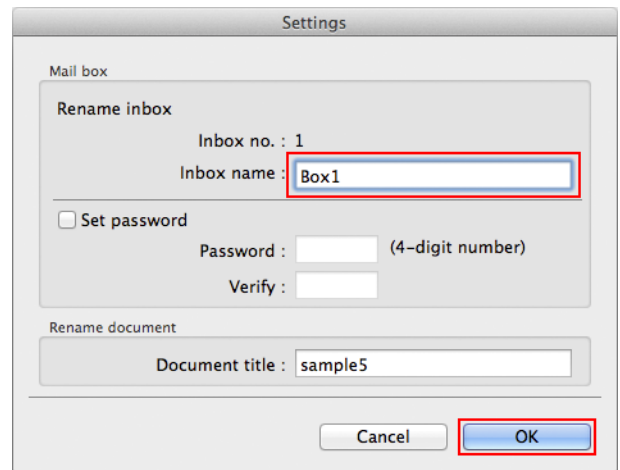 Settings
Mail box
Rename inbox
Inbox no. : 1
Inbox name : Box1
Set password
Password : (4-digit number)
Verify :
Rename document
Document title : sample5
Cancel OK